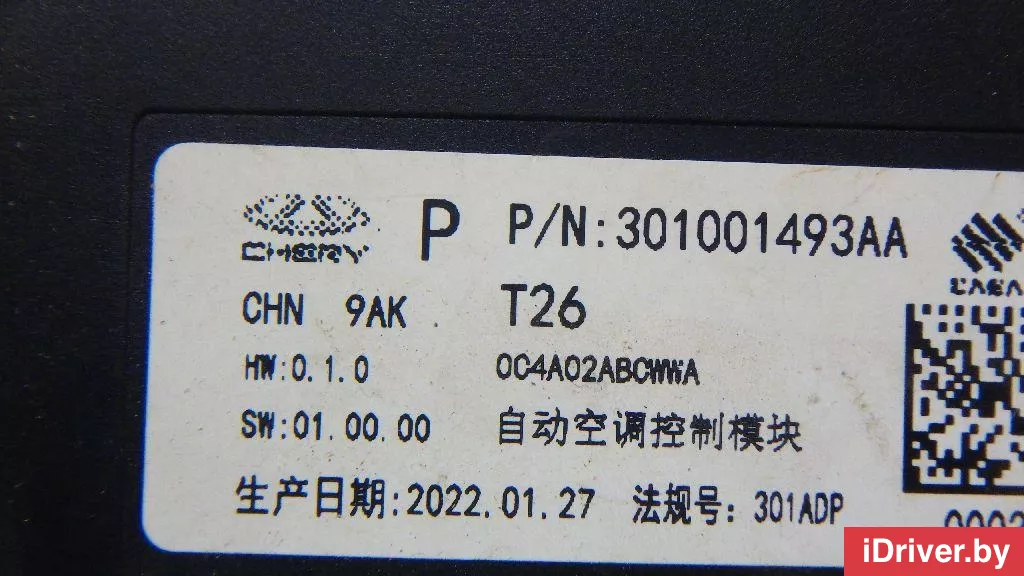 CHERY P P/N:301001493AA
CHN 9AK T26
HW:0.1.0 0C4A02ABCWWA
SW:01.00.00 自动空调控制模块
生产日期:2022.01.27 法规号: 301ADP
iDriver.by